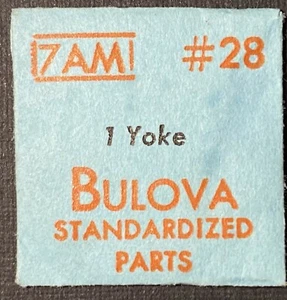 7AM #28
1 Yoke
BULOVA
STANDARDIZED
PARTS